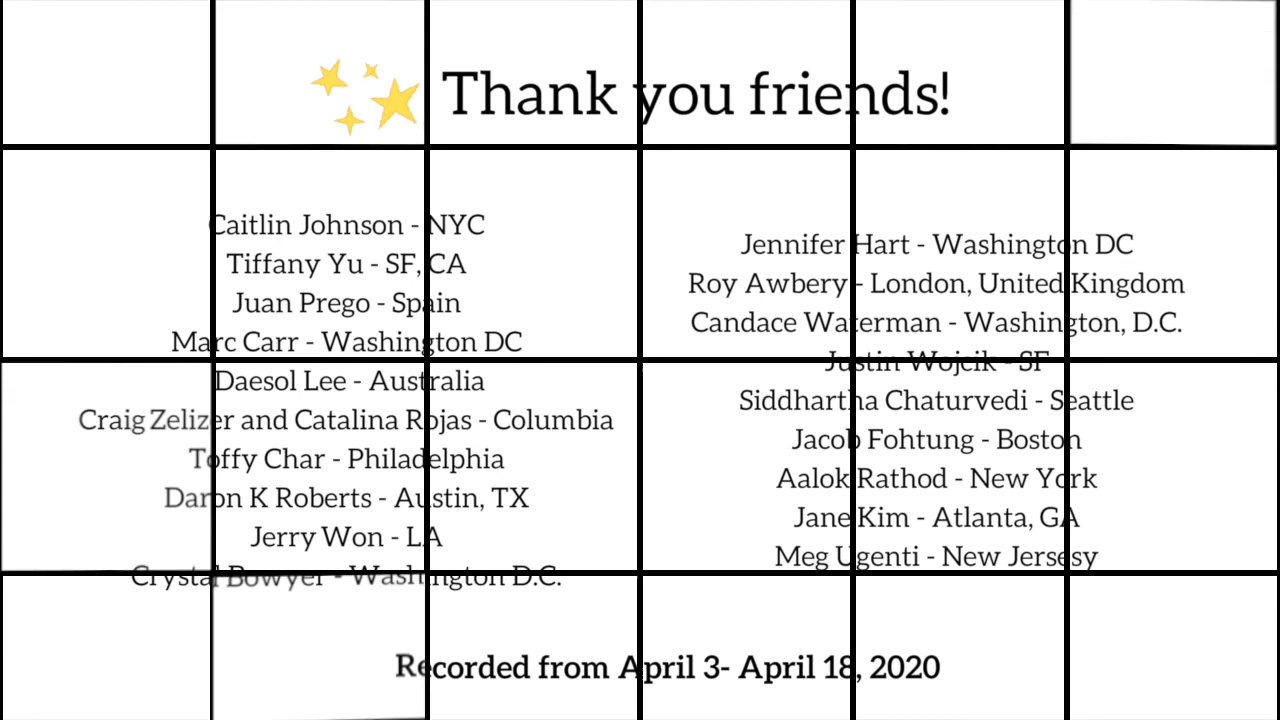 Thank you friends!
Caitlin Johnson - NYC
Tiffany Yu - SF, CA
Juan Prego - Spain
Marc Carr - Washington DC
Daesol Lee - Australia
Craig Zelizer and Catalina Rojas - Columbia
Toffy Char - Philadelphia
Daron K Roberts - Austin, TX
Jerry Won - LA
Crystal Bowyer - Washington D.C.
Jennifer Hart - Washington DC
Roy Awbery - London, United Kingdom
Candace Waterman - Washington, D.C.
Justin Wojcik - SF
Siddhartha Chaturvedi - Seattle
Jacob Fohtung - Boston
Aalok Rathod - New York
Jane Kim - Atlanta, GA
Meg Ugenti - New Jersesy
Recorded from April 3- April 18, 2020